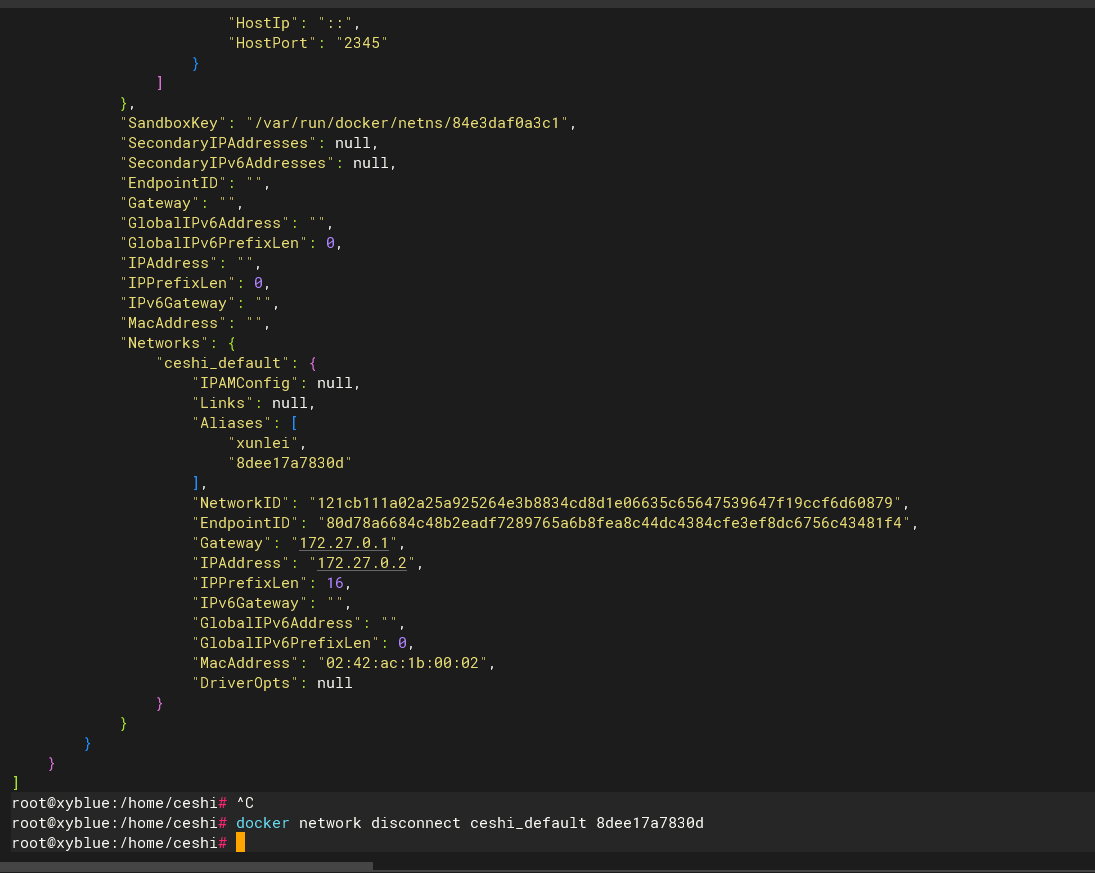 "HostIp": "::",
"HostPort": "2345"
}
]
},
"SandboxKey": "/var/run/docker/netns/84e3daf0a3c1",
"SecondaryIPAddresses": null,
"SecondaryIPv6Addresses": null,
"EndpointID": "",
"Gateway": "",
"GlobalIPv6Address": "",
"GlobalIPv6PrefixLen": 0,
"IPAddress": "",
"IPPrefixLen": 0,
"IPv6Gateway": "",
"MacAddress": "",
"Networks": {
"ceshi_default": {
"IPAMConfig": null,
"Links": null,
"Aliases": [
"xunlei",
"8dee17a7830d"
],
"NetworkID": "121cb111a02a25a925264e3b8834cd8d1e06635c65647539647f19ccf6d60879",
"EndpointID": "80d78a6684c48b2eadf7289765a6b8fea8c44dc4384cfe3ef8dc6756c43481f4",
"Gateway": "172.27.0.1",
"IPAddress": "172.27.0.2",
"IPPrefixLen": 16,
"IPv6Gateway": "",
"GlobalIPv6Address": "",
"GlobalIPv6PrefixLen": 0,
"MacAddress": "02:42:ac:1b:00:02",
"DriverOpts": null
}
}
}
}
]
root@xyblue:/home/ceshi# ^C
root@xyblue:/home/ceshi# docker network disconnect ceshi_default 8dee17a7830d
root@xyblue:/home/ceshi#